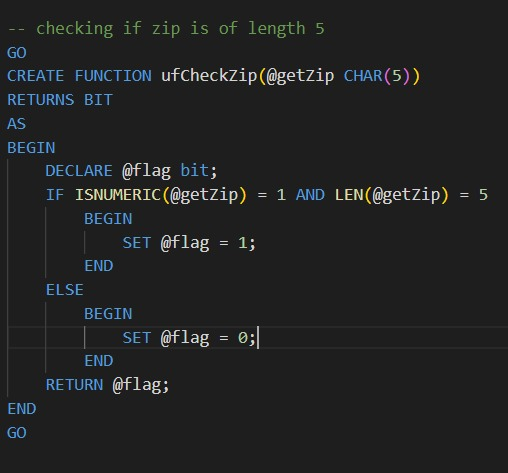 -- checking if zip is of length 5
GO
CREATE FUNCTION ufCheckZip(@getZip CHAR(5))
RETURNS BIT
AS
BEGIN
    DECLARE @flag bit;
    IF ISNUMERIC(@getZip) = 1 AND LEN(@getZip) = 5
        BEGIN
            SET @flag = 1;
        END
    ELSE
        BEGIN
            SET @flag = 0;
        END
    RETURN @flag;
END
GO